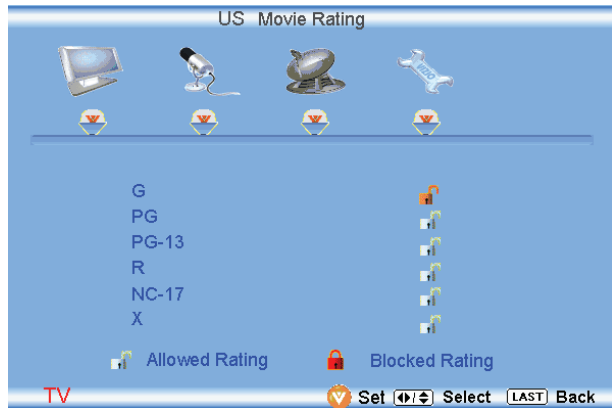 US Movie Rating
G
PG
PG-13
R
NC-17
X
Allowed Rating Blocked Rating
TV Set Select LAST Back